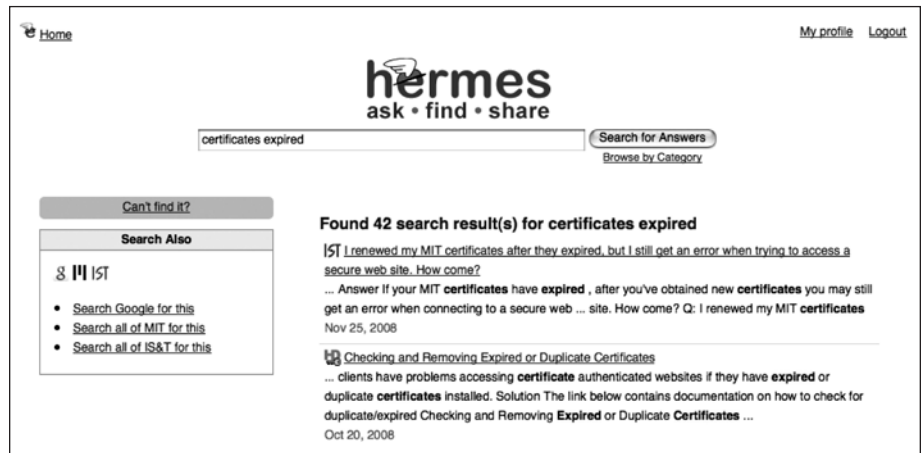 Home
My profile Logout
hermes
ask • find • share
certificates expired
Search for Answers
Browse by Category
Can't find it?
Search Also
IST
• Search Google for this
• Search all of MIT for this
• Search all of IS&T for this
Found 42 search result(s) for certificates expired
IST I renewed my MIT certificates after they expired, but I still get an error when trying to access a
secure web site. How come?
... Answer If your MIT certificates have expired , after you've obtained new certificates you may still
get an error when connecting to a secure web ... site. How come? Q: I renewed my MIT certificates
Nov 25, 2008
Checking and Removing Expired or Duplicate Certificates
... clients have problems accessing certificate authenticated websites if they have expired or
duplicate certificates installed. Solution The link below contains documentation on how to check for
duplicate/expired Checking and Removing Expired or Duplicate Certificates ...
Oct 20, 2008